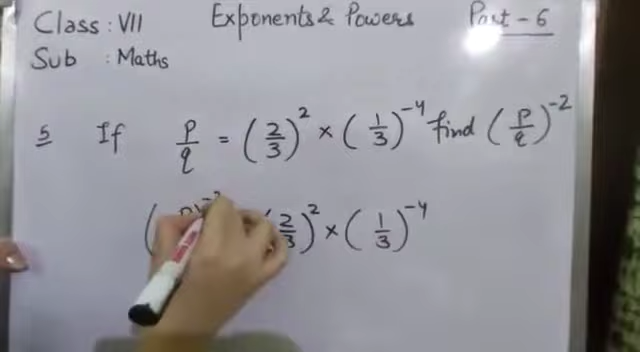 Class : VII Exponents & Powers Part - 6
Sub : Maths
5 If p/q = (2/3)² × (1/3)⁻⁴ find (p/q)⁻²
(p)⁻² (2/3)² × (1/3)⁻⁴